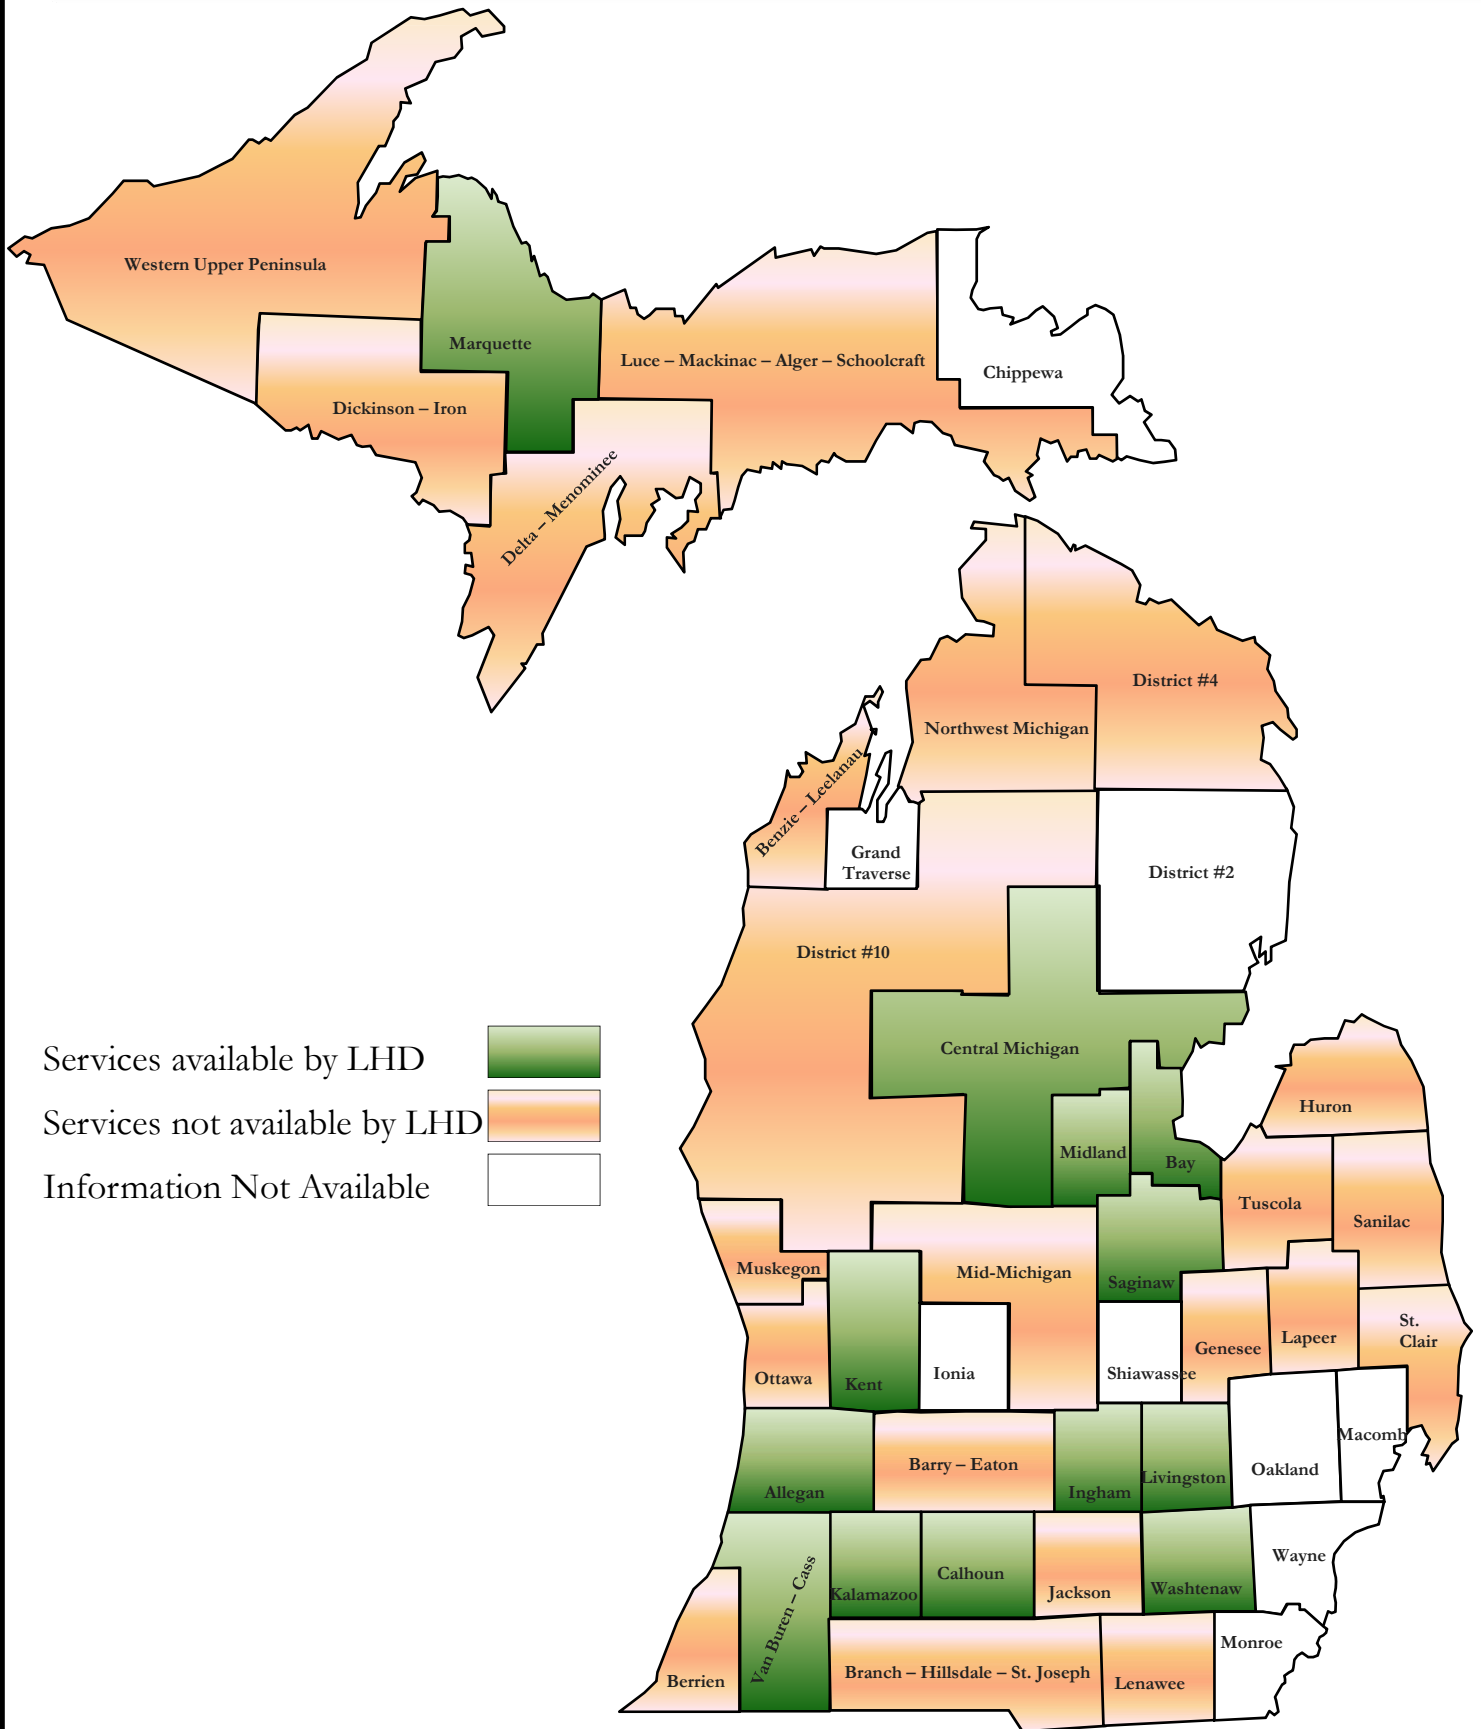 Western Upper Peninsula
Marquette
Luce – Mackinac – Alger – Schoolcraft
Chippewa
Dickinson – Iron
Delta – Menominee
District #4
Northwest Michigan
Benzie – Leelanau
Grand
Traverse
District #2
District #10
Central Michigan
Services available by LHD
Services not available by LHD
Information Not Available
Huron
Midland
Bay
Tuscola
Sanilac
Muskegon
Mid-Michigan
Saginaw
St.
Clair
Lapeer
Genesee
Ottawa
Kent
Ionia
Shiawassee
Macomb
Oakland
Barry – Eaton
Livingston
Allegan
Ingham
Wayne
Calhoun
Van Buren – Cass
Kalamazoo
Jackson
Washtenaw
Monroe
Branch – Hillsdale – St. Joseph
Berrien
Lenawee